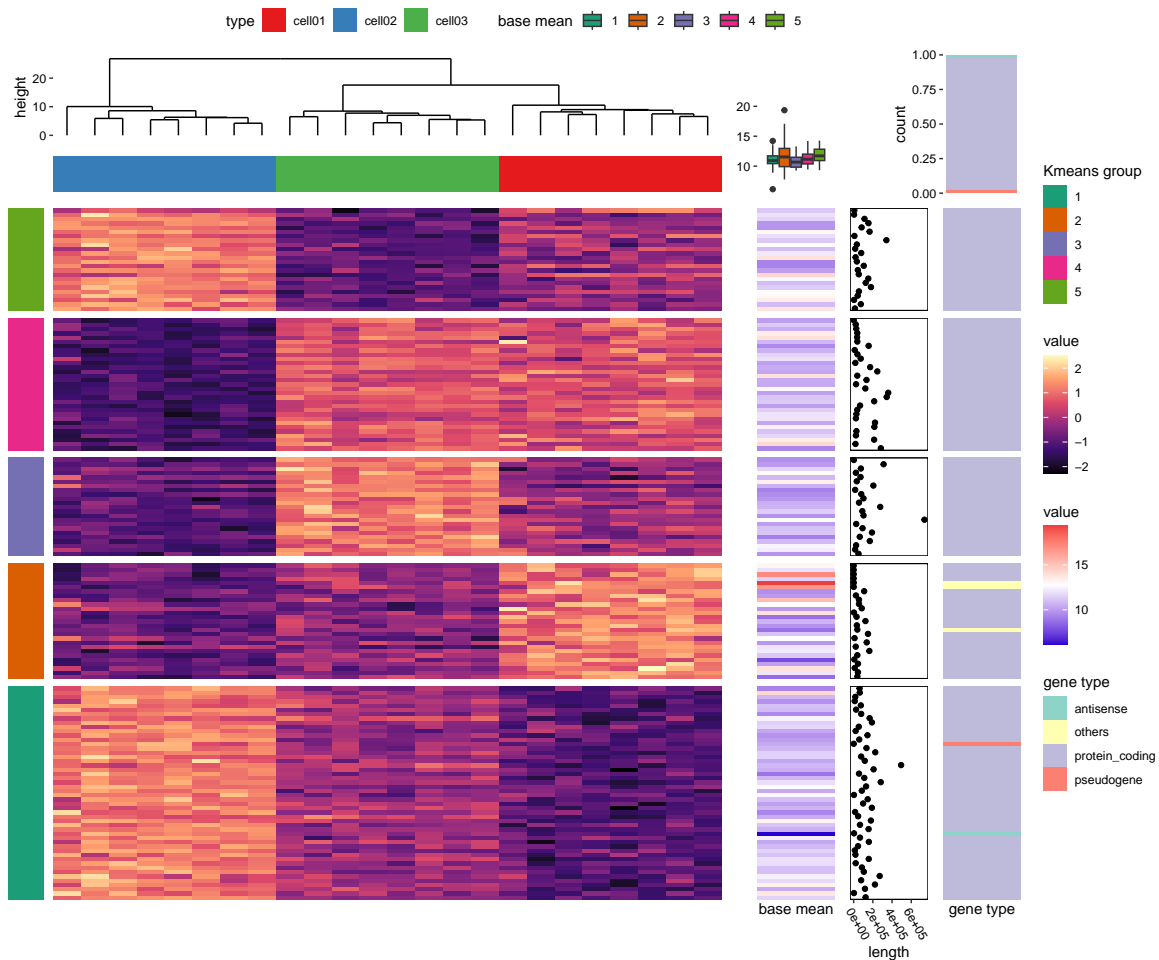 type cell01 cell02 cell03 base mean 1 2 3 4 5
height
20
10
0
20
15
10
count
1.00
0.75
0.50
0.25
0.00
Kmeans group
1
2
3
4
5
value
2
1
0
−1
−2
value
15
10
gene type
antisense
others
protein_coding
pseudogene
base mean
0e+00
2e+05
4e+05
6e+05
length
gene type